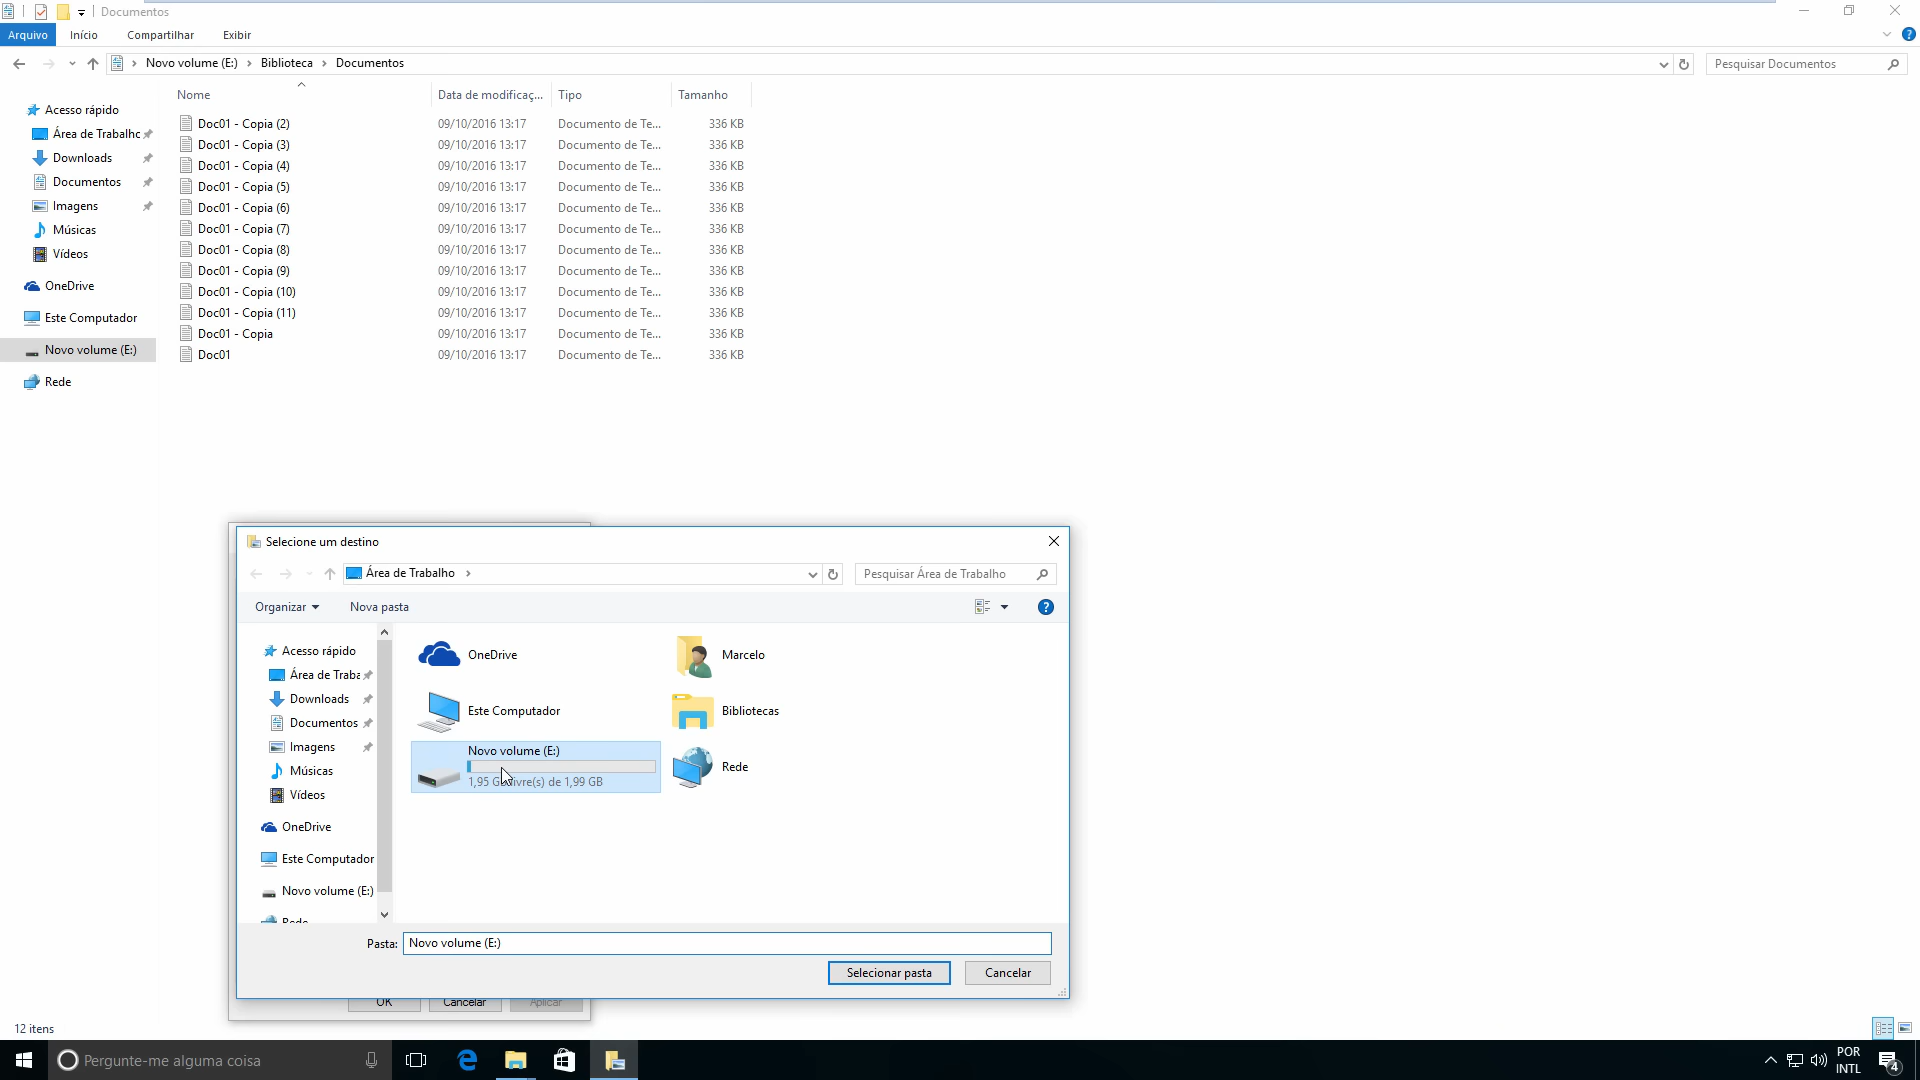 Documentos
Arquivo Início Compartilhar Exibir
Novo volume (E:) Biblioteca Documentos
Pesquisar Documentos
Nome Data de modificaç... Tipo Tamanho
Acesso rápido
Área de Trabalho
Downloads
Documentos
Imagens
Músicas
Vídeos
OneDrive
Este Computador
Novo volume (E:)
Rede
Doc01 - Copia (2) 09/10/2016 13:17 Documento de Te... 336 KB
Doc01 - Copia (3) 09/10/2016 13:17 Documento de Te... 336 KB
Doc01 - Copia (4) 09/10/2016 13:17 Documento de Te... 336 KB
Doc01 - Copia (5) 09/10/2016 13:17 Documento de Te... 336 KB
Doc01 - Copia (6) 09/10/2016 13:17 Documento de Te... 336 KB
Doc01 - Copia (7) 09/10/2016 13:17 Documento de Te... 336 KB
Doc01 - Copia (8) 09/10/2016 13:17 Documento de Te... 336 KB
Doc01 - Copia (9) 09/10/2016 13:17 Documento de Te... 336 KB
Doc01 - Copia (10) 09/10/2016 13:17 Documento de Te... 336 KB
Doc01 - Copia (11) 09/10/2016 13:17 Documento de Te... 336 KB
Doc01 - Copia 09/10/2016 13:17 Documento de Te... 336 KB
Doc01 09/10/2016 13:17 Documento de Te... 336 KB
Selecione um destino
Área de Trabalho
Pesquisar Área de Trabalho
Organizar Nova pasta
Acesso rápido
Área de Traba
Downloads
Documentos
Imagens
Músicas
Vídeos
OneDrive
Este Computador
Novo volume (E:)
Rede
OneDrive
Marcelo
Este Computador
Bibliotecas
Novo volume (E:)
1,95 GB livre(s) de 1,99 GB
Rede
Pasta: Novo volume (E:)
Selecionar pasta Cancelar
OK Cancelar Aplicar
12 itens
Pergunte-me alguma coisa
POR
INTL
4